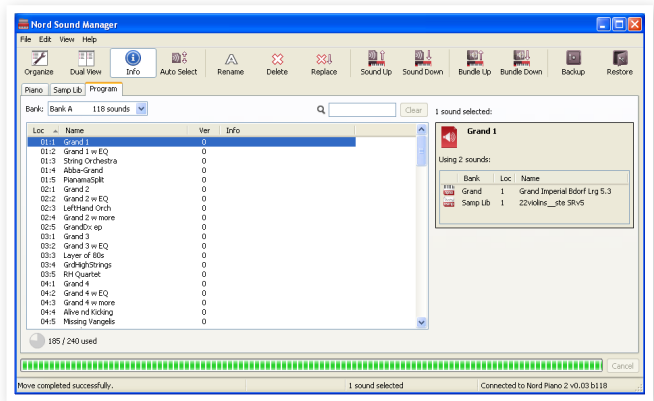 Nord Sound Manager
File Edit View Help
Organize Dual View Info Auto Select Rename Delete Replace Sound Up Sound Down Bundle Up Bundle Down Backup Restore
Piano Samp Lib Program
Bank: Bank A 118 sounds Clear 1 sound selected:
Loc Name Ver Info
01:1 Grand 1 0
01:2 Grand 1 w EQ 0
01:3 String Orchestra 0
01:4 Abba-Grand 0
01:5 PianamaSplit 0
02:1 Grand 2 0
02:2 Grand 2 w EQ 0
02:3 LeftHand Orch 0
02:4 Grand 2 w more 0
02:5 GrandDx ep 0
03:1 Grand 3 0
03:2 Grand 3 w EQ 0
03:3 Layer of 80s 0
03:4 GrdHighStrings 0
03:5 RH Quartet 0
04:1 Grand 4 0
04:2 Grand 4 w EQ 0
04:3 Grand 4 w more 0
04:4 Alive nd Kicking 0
04:5 Missing Vangelis 0
Grand 1
Using 2 sounds:
Bank Loc Name
Grand 1 Grand Imperial Bdorf Lrg 5.3
Samp Lib 1 22violins__ste SRv5
185 / 240 used
Cancel
Move completed successfully. 1 sound selected Connected to Nord Piano 2 v0.03 b118